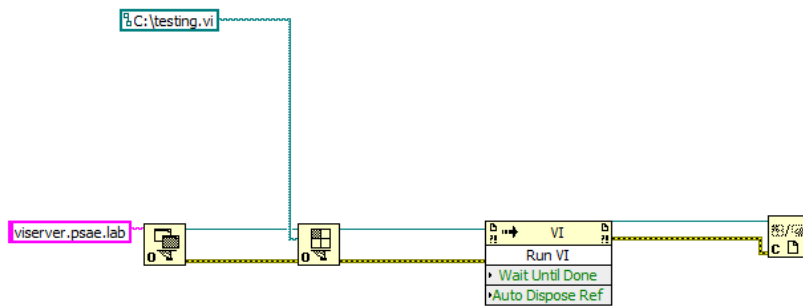 C:\testing.vi
viserver.psae.lab
VI
Run VI
Wait Until Done
Auto Dispose Ref